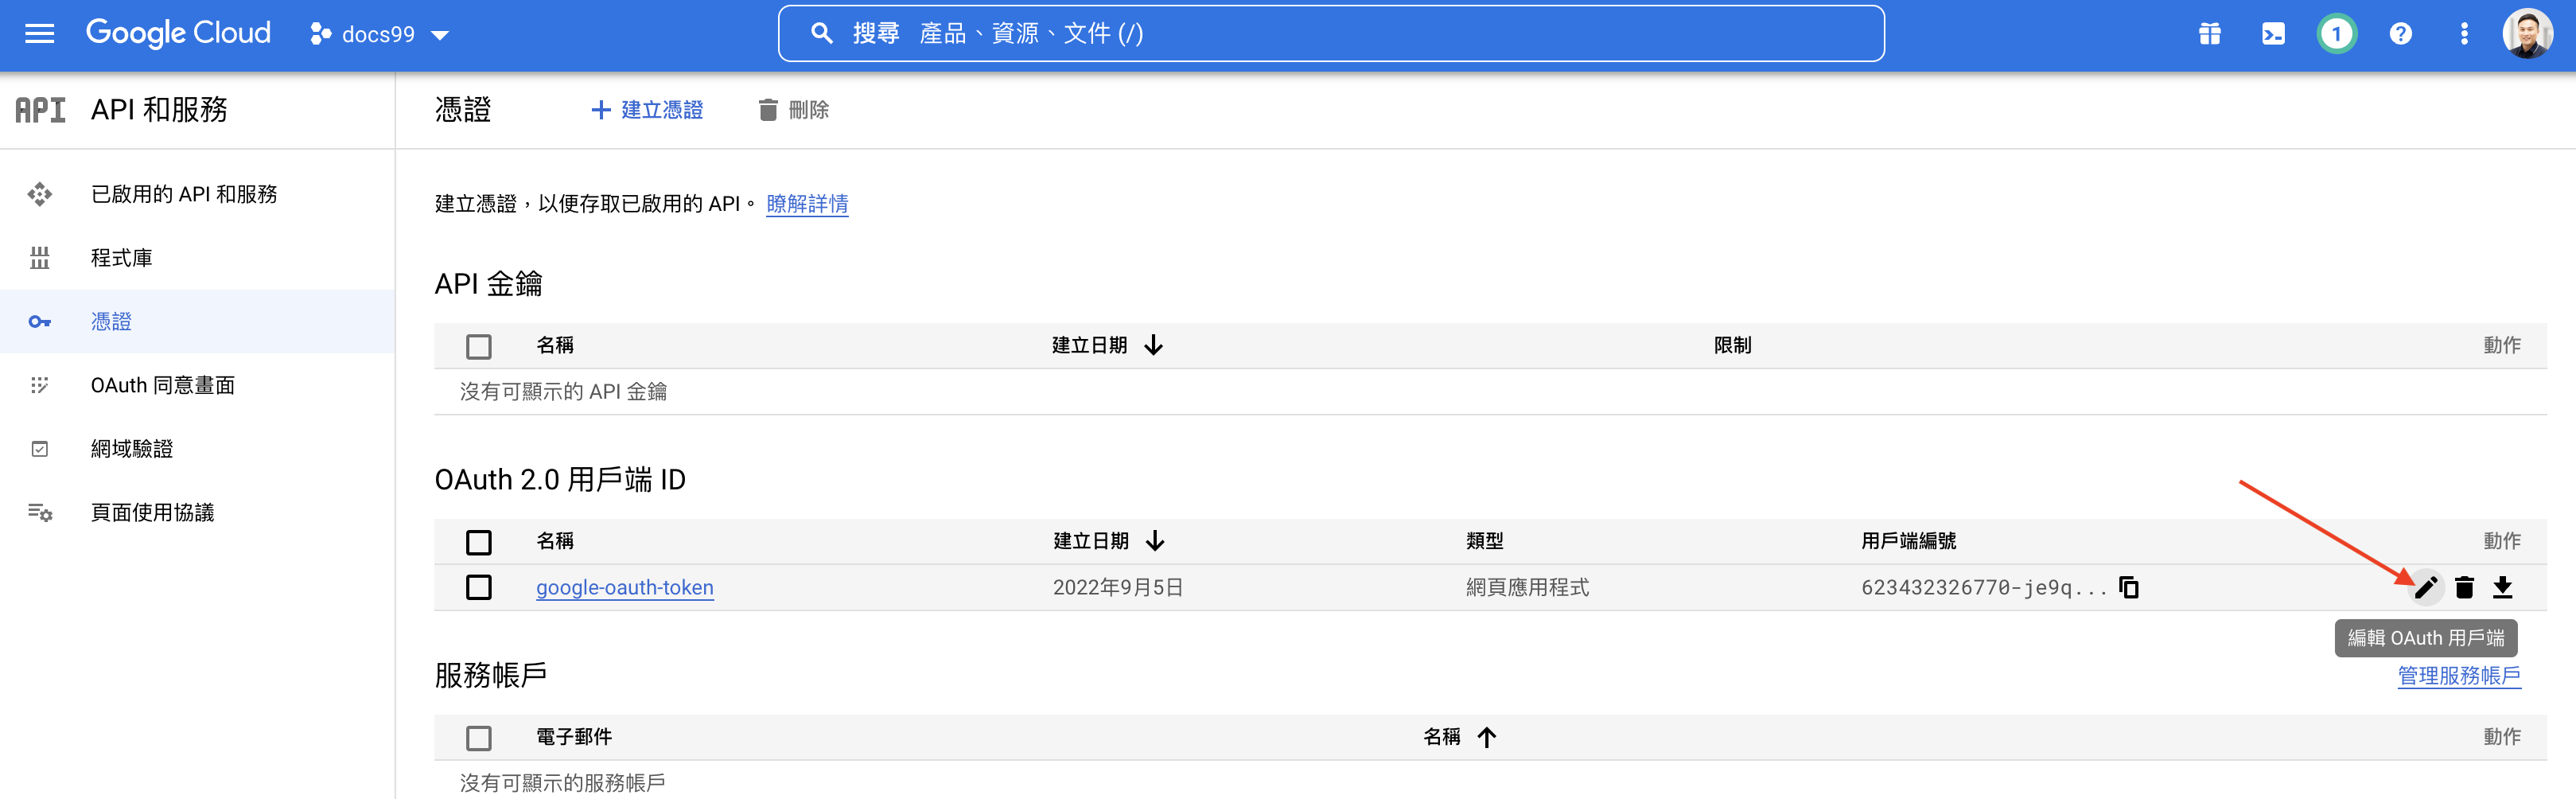 Google Cloud docs99 搜尋 產品、資源、文件 (/) 1
API API 和服務
憑證 建立憑證 刪除
已啟用的 API 和服務
程式庫
憑證
OAuth 同意畫面
網域驗證
頁面使用協議
建立憑證，以便存取已啟用的 API。 瞭解詳情
API 金鑰
名稱 建立日期 限制 動作
沒有可顯示的 API 金鑰
OAuth 2.0 用戶端 ID
名稱 建立日期 類型 用戶端編號 動作
google-oauth-token 2022年9月5日 網頁應用程式 623432326770-je9q...
編輯 OAuth 用戶端
服務帳戶 管理服務帳戶
電子郵件 名稱 動作
沒有可顯示的服務帳戶